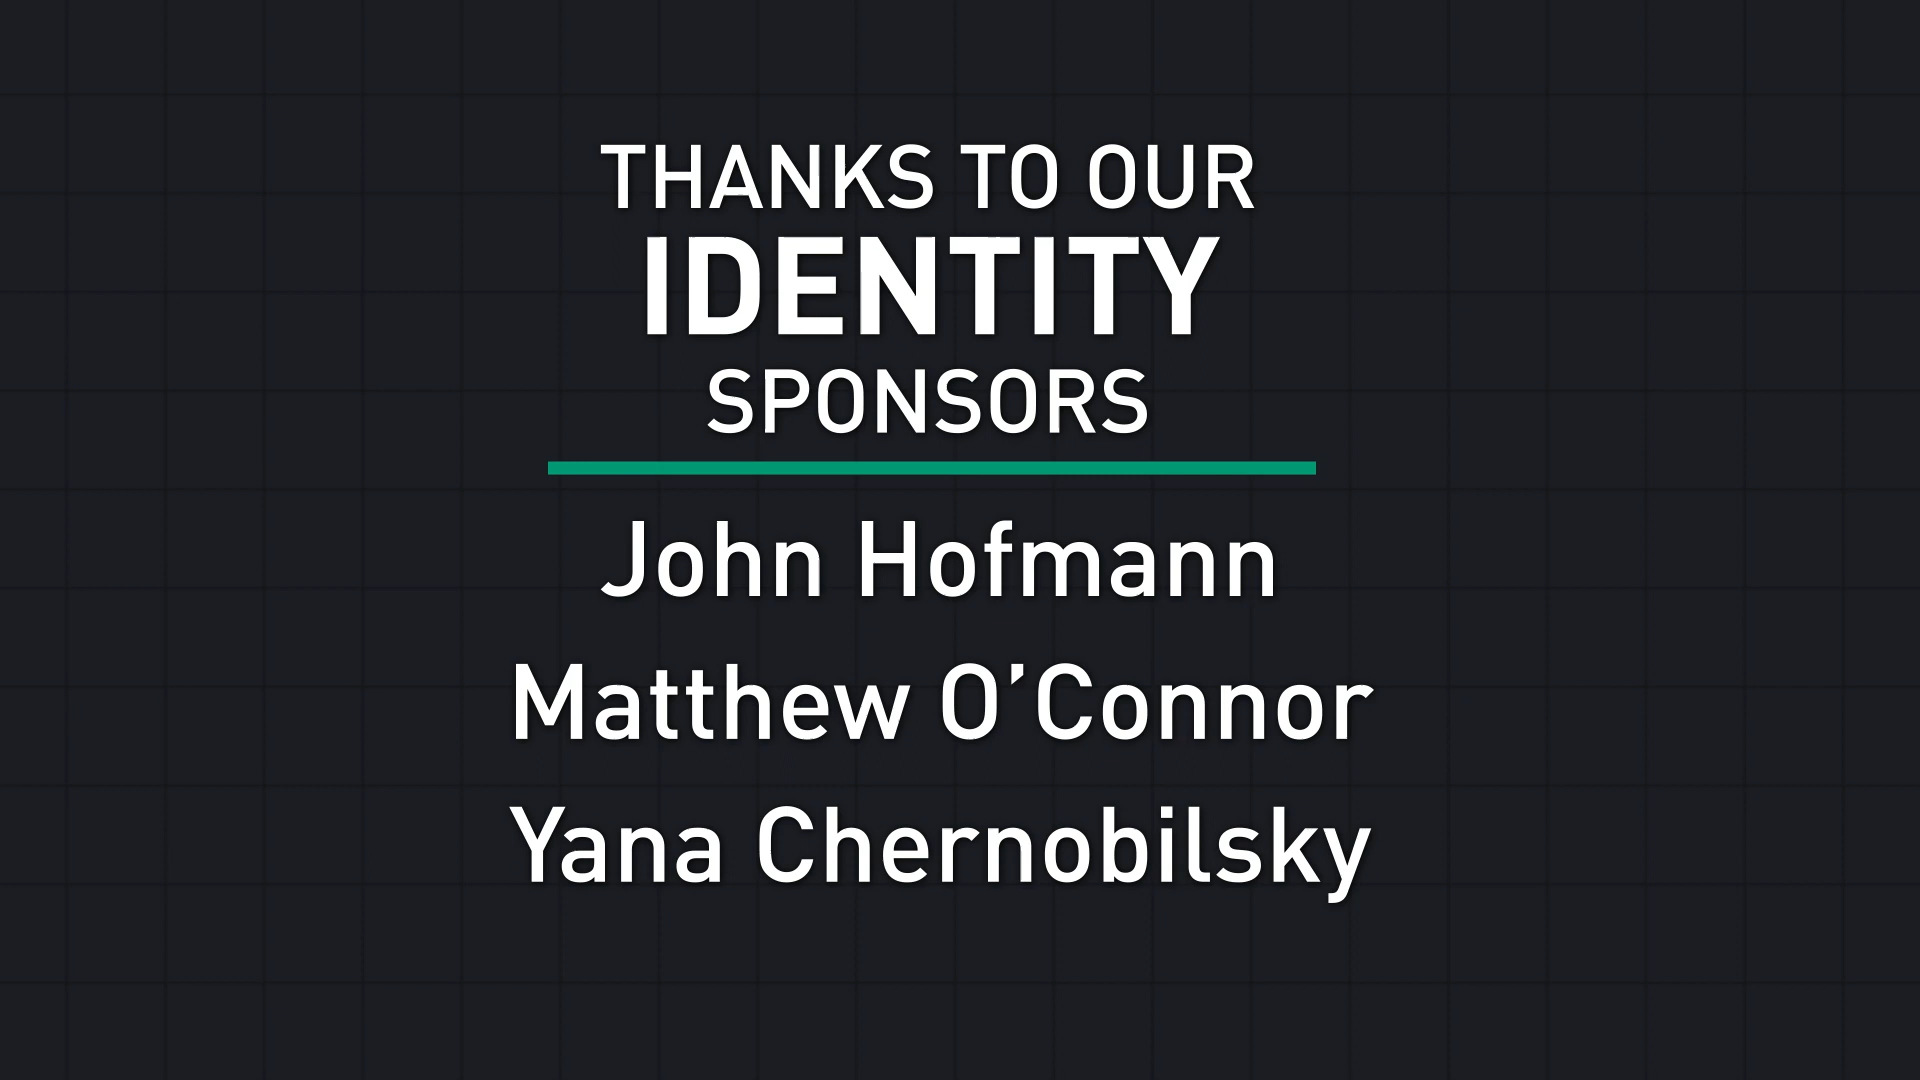 THANKS TO OUR
IDENTITY
SPONSORS
John Hofmann
Matthew O’Connor
Yana Chernobilsky